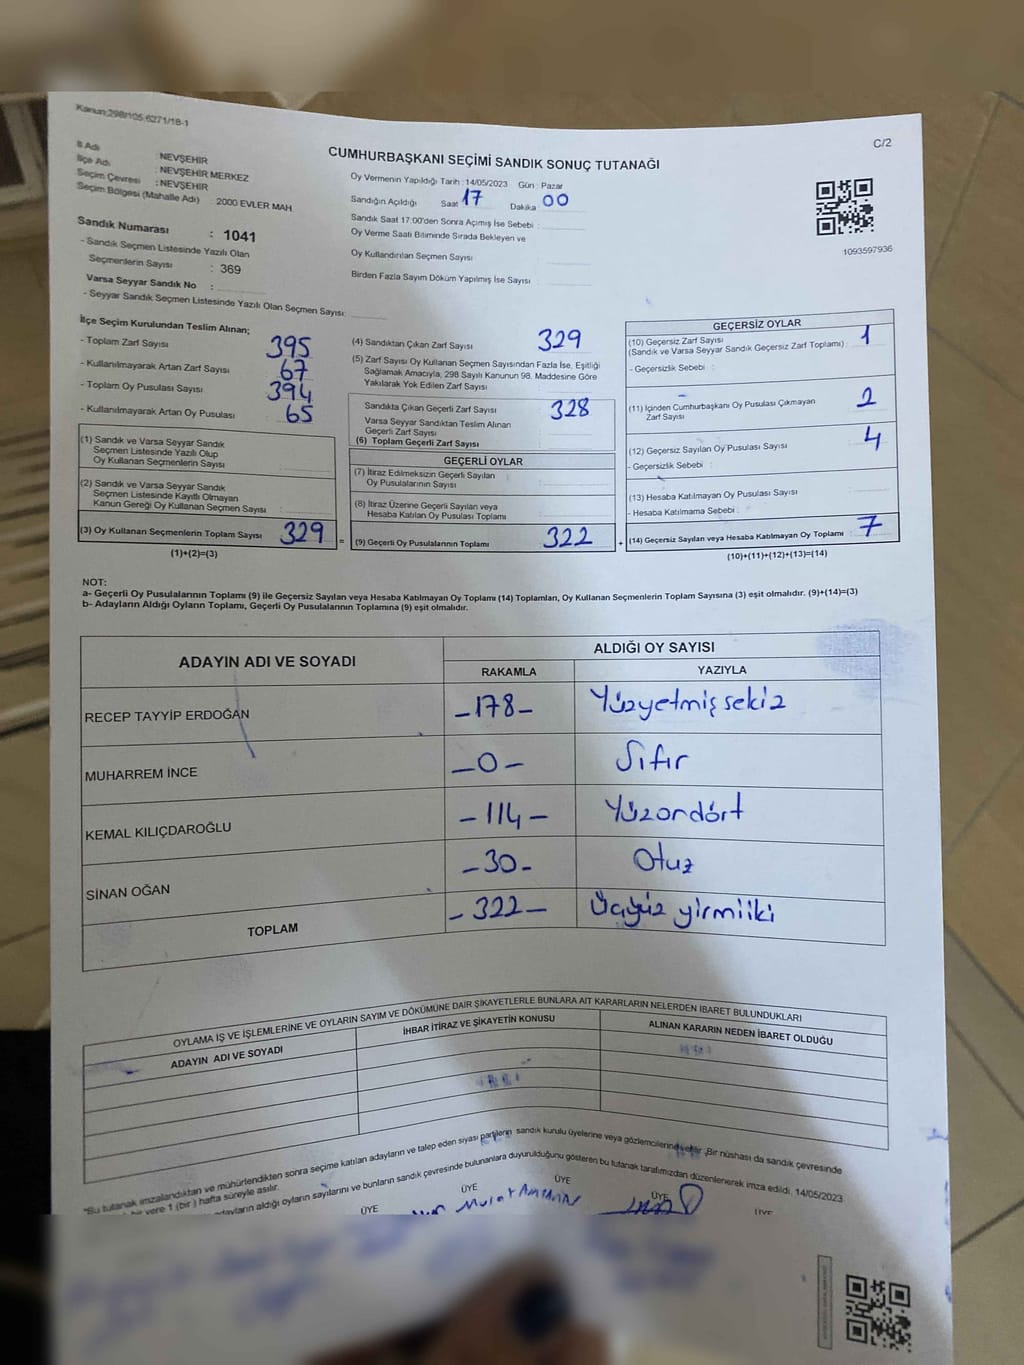 Kanun:298/105:6271/18-1
C/2
CUMHURBAŞKANI SEÇİMİ SANDIK SONUÇ TUTANAĞI
İl Adı : NEVŞEHİR
İlçe Adı : NEVŞEHİR MERKEZ
Seçim Çevresi : NEVŞEHİR
Seçim Bölgesi (Mahalle Adı) : 2000 EVLER MAH
Sandık Numarası : 1041
- Sandık Seçmen Listesinde Yazılı Olan
Seçmenlerin Sayısı : 369
Varsa Seyyar Sandık No :
- Seyyar Sandık Seçmen Listesinde Yazılı Olan Seçmen Sayısı:
Oy Vermenin Yapıldığı Tarih : 14/05/2023 Gün : Pazar
Sandığın Açıldığı Saat 17 Dakika 00
Sandık Saat 17:00'den Sonra Açımış İse Sebebi :
Oy Verme Saati Bitiminde Sırada Bekleyen ve
Oy Kullandırılan Seçmen Sayısı
Birden Fazla Sayım Döküm Yapılmış İse Sayısı :
1093597936
İlçe Seçim Kurulundan Teslim Alınan;
- Toplam Zarf Sayısı 395
- Kullanılmayarak Artan Zarf Sayısı 67
- Toplam Oy Pusulası Sayısı 394
- Kullanılmayarak Artan Oy Pusulası 65
(1) Sandık ve Varsa Seyyar Sandık
Seçmen Listesinde Yazılı Olup
Oy Kullanan Seçmenlerin Sayısı
(2) Sandık ve Varsa Seyyar Sandık
Seçmen Listesinde Kayıtlı Olmayan
Kanun Gereği Oy Kullanan Seçmen Sayısı :
(3) Oy Kullanan Seçmenlerin Toplam Sayısı 329 =
(1)+(2)=(3)
(4) Sandıktan Çıkan Zarf Sayısı 329
(5) Zarf Sayısı Oy Kullanan Seçmen Sayısından Fazla İse, Eşitliği
Sağlamak Amacıyla, 298 Sayılı Kanunun 98. Maddesine Göre
Yakılarak Yok Edilen Zarf Sayısı
Sandıkta Çıkan Geçerli Zarf Sayısı 328
Varsa Seyyar Sandıktan Teslim Alınan
Geçerli Zarf Sayısı
(6) Toplam Geçerli Zarf Sayısı
GEÇERLİ OYLAR
(7) İtiraz Edilmeksizin Geçerli Sayılan
Oy Pusulalarının Sayısı
(8) İtiraz Üzerine Geçerli Sayılan veya
Hesaba Katılan Oy Pusulası Toplamı
(9) Geçerli Oy Pusulalarının Toplamı 322 +
GEÇERSİZ OYLAR
(10) Geçersiz Zarf Sayısı 1
(Sandık ve Varsa Seyyar Sandık Geçersiz Zarf Toplamı) :
- Geçersizlik Sebebi :
(11) İçinden Cumhurbaşkanı Oy Pusulası Çıkmayan 2
Zarf Sayısı
(12) Geçersiz Sayılan Oy Pusulası Sayısı 4
- Geçersizlik Sebebi :
(13) Hesaba Katılmayan Oy Pusulası Sayısı
- Hesaba Katılmama Sebebi :
(14) Geçersiz Sayılan veya Hesaba Katılmayan Oy Toplamı : 7
(10)+(11)+(12)+(13)=(14)
NOT:
a- Geçerli Oy Pusulalarının Toplamı (9) ile Geçersiz Sayılan veya Hesaba Katılmayan Oy Toplamı (14) Toplamları, Oy Kullanan Seçmenlerin Toplam Sayısına (3) eşit olmalıdır. (9)+(14)=(3)
b- Adayların Aldığı Oyların Toplamı, Geçerli Oy Pusulalarının Toplamına (9) eşit olmalıdır.
ADAYIN ADI VE SOYADI
ALDIĞI OY SAYISI
RAKAMLA YAZIYLA
RECEP TAYYİP ERDOĞAN -178- Yüzyetmiş sekiz
MUHARREM İNCE -0- Sıfır
KEMAL KILIÇDAROĞLU -114- Yüzondört
SİNAN OĞAN -30- Otuz
TOPLAM -322- Üçyüz yirmiiki
OYLAMA İŞ VE İŞLEMLERİNE VE OYLARIN SAYIM VE DÖKÜMÜNE DAİR ŞİKAYETLERLE BUNLARA AİT KARARLARIN NELERDEN İBARET BULUNDUKLARI
ADAYIN ADI VE SOYADI İHBAR İTİRAZ VE ŞİKAYETİN KONUSU ALINAN KARARIN NEDEN İBARET OLDUĞU
"Bu tutanak imzalandıktan ve mühürlendikten sonra seçime katılan adayların ve talep eden siyasi partilerin sandık kurulu üyelerine veya gözlemcilerine Bir nüshası da sandık çevresinde
yere 1 (bir) hafta süreyle asılır.
aldığı oyların sayılarını ve bunların sandık çevresinde bulunanlara duyurulduğunu gösteren bu tutanak tarafımızdan düzenlenerek imza edildi. 14/05/2023
ÜYE ÜYE ÜYE ÜYE ÜYE